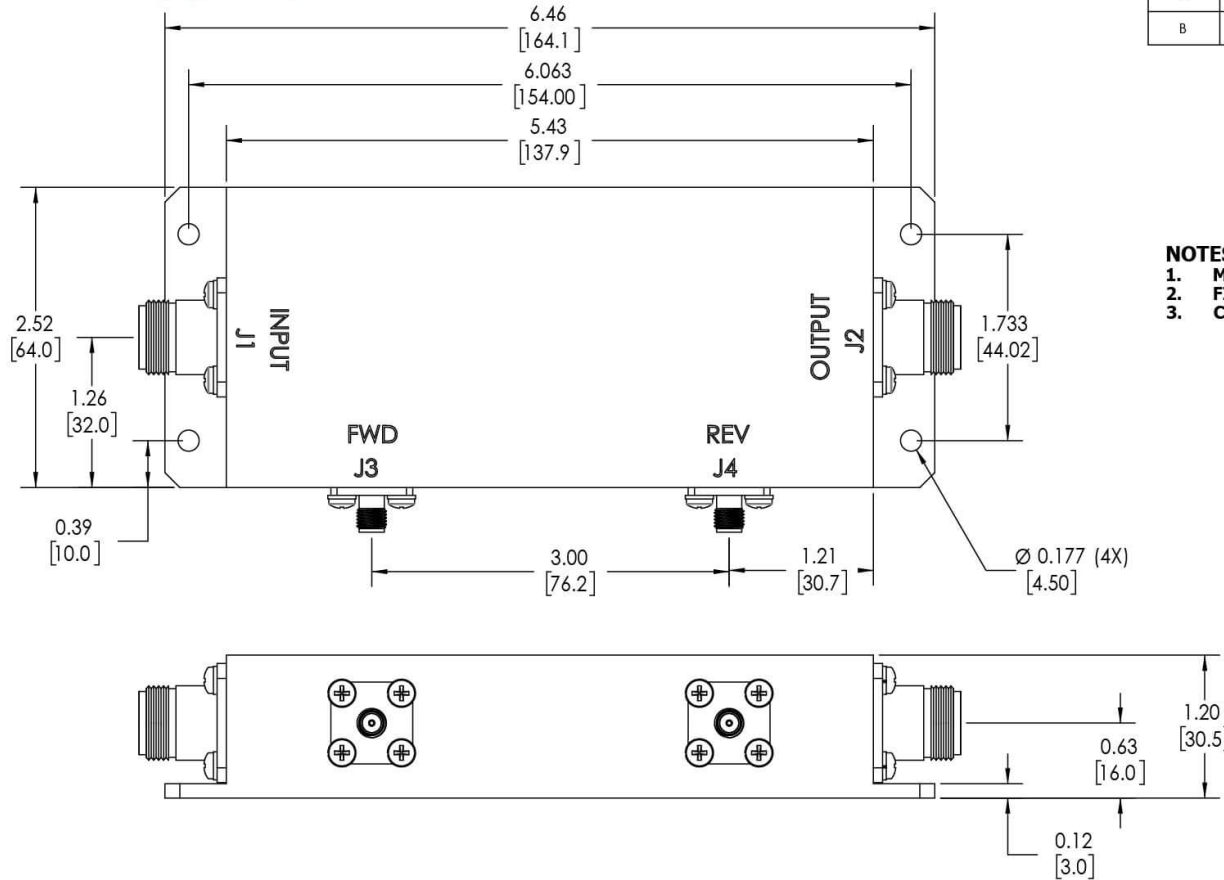 6.46
[164.1]
B
6.063
[154.00]
5.43
[137.9]
NOTES
1. M
2. F
3. C
2.52
[64.0]
INPUT
J1
OUTPUT
J2
1.733
[44.02]
1.26
[32.0]
FWD
J3
REV
J4
0.39
[10.0]
3.00
[76.2]
1.21
[30.7]
Ø 0.177 (4X)
[4.50]
1.20
[30.5]
0.63
[16.0]
0.12
[3.0]